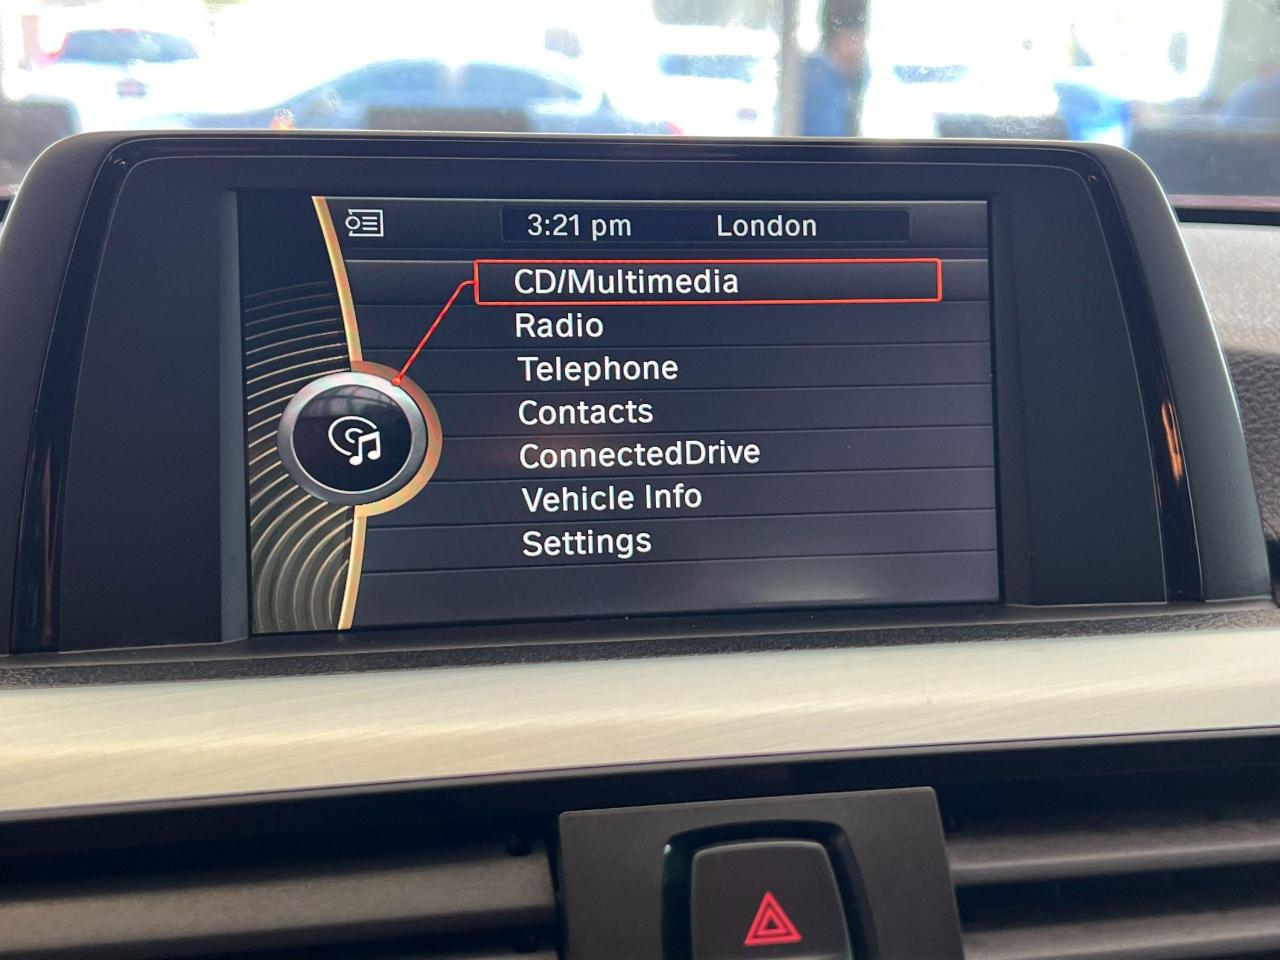 3:21 pm London
CD/Multimedia
Radio
Telephone
Contacts
ConnectedDrive
Vehicle Info
Settings